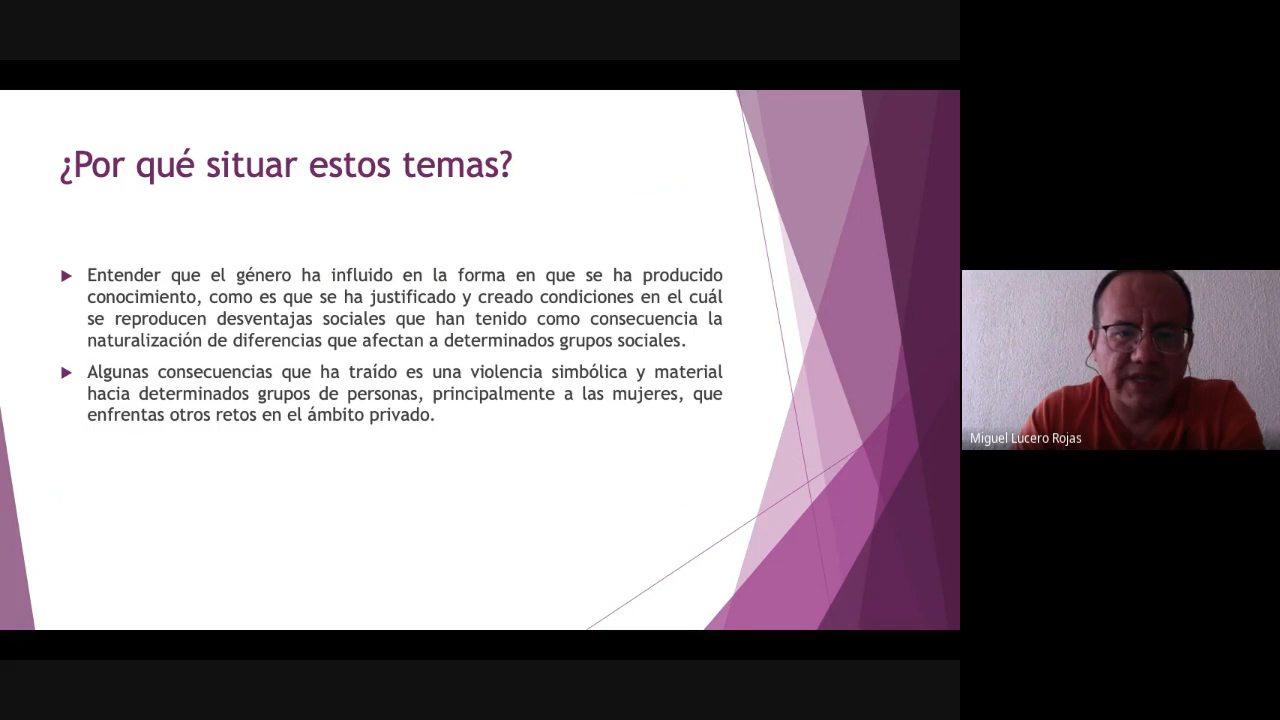 ¿Por qué situar estos temas?
Entender que el género ha influido en la forma en que se ha producido
conocimiento, como es que se ha justificado y creado condiciones en el cuál
se reproducen desventajas sociales que han tenido como consecuencia la
naturalización de diferencias que afectan a determinados grupos sociales.
Algunas consecuencias que ha traído es una violencia simbólica y material
hacia determinados grupos de personas, principalmente a las mujeres, que
enfrentas otros retos en el ámbito privado.
Miguel Lucero Rojas